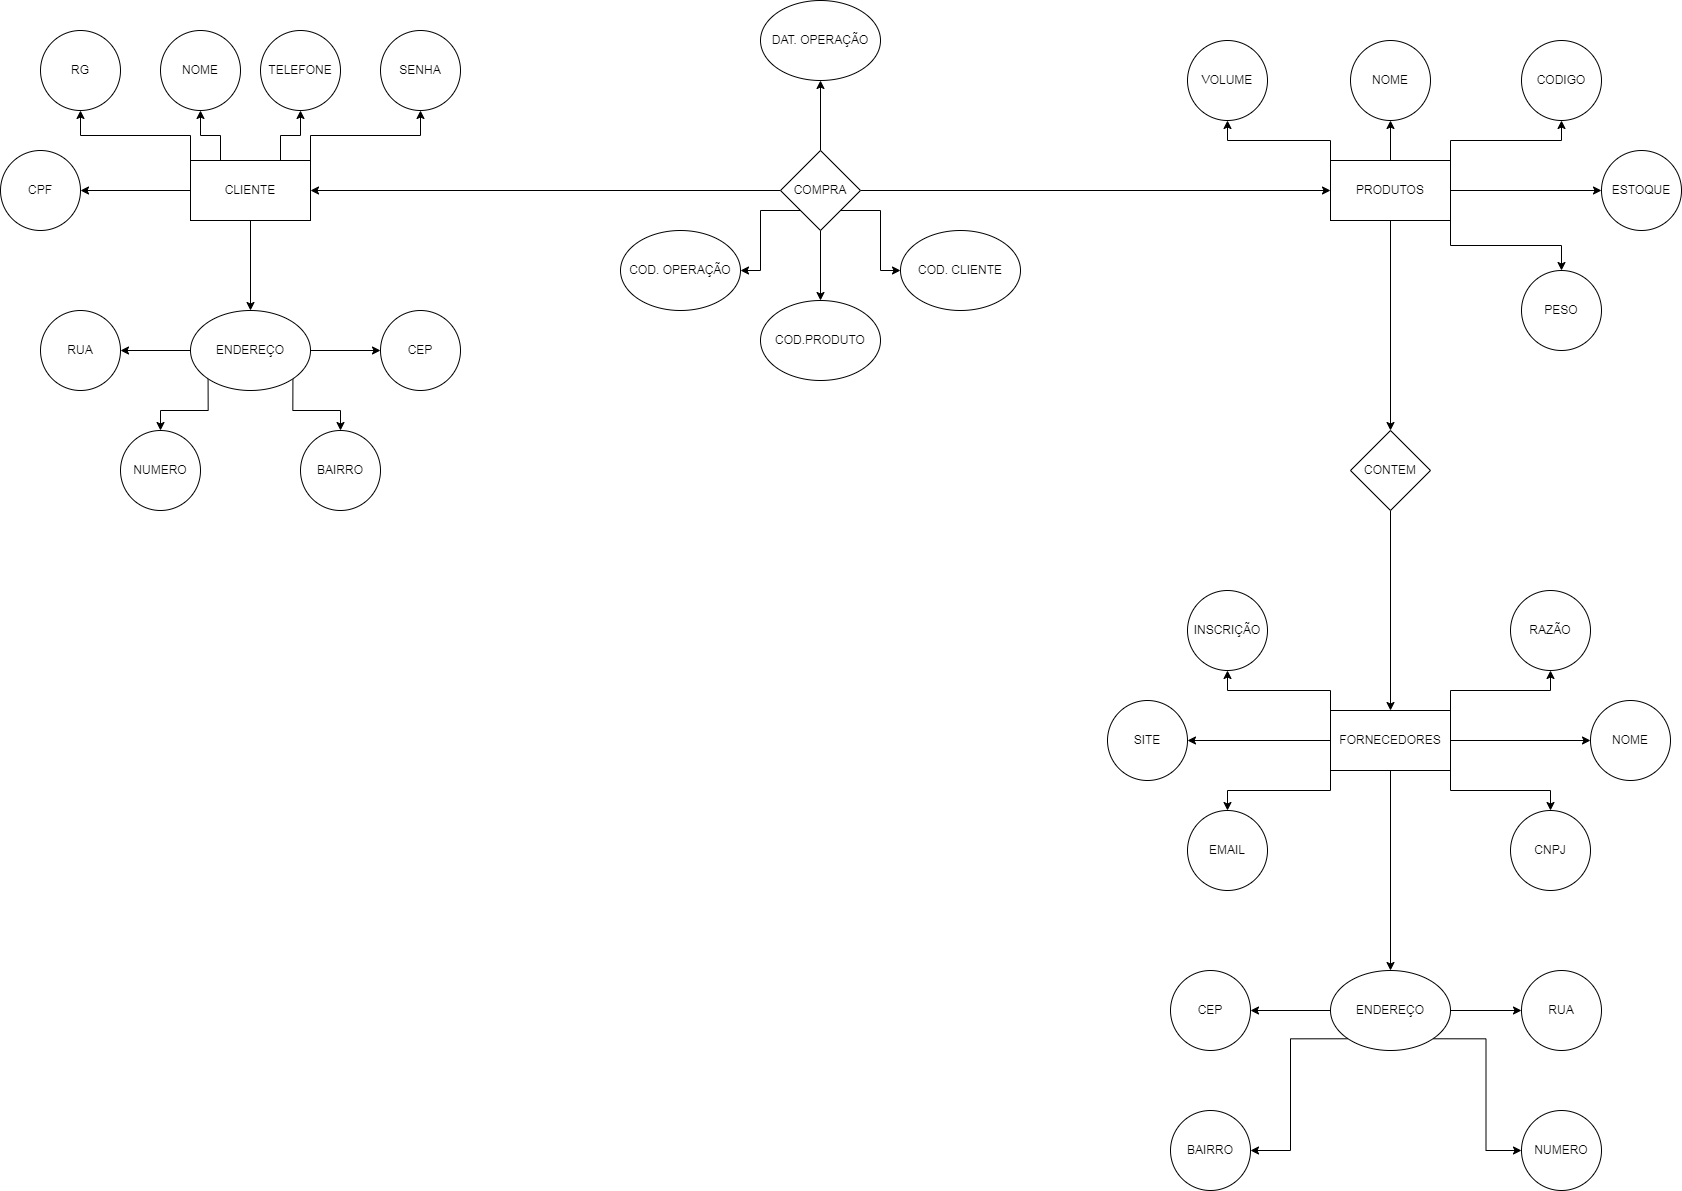 DAT. OPERAÇÃO
RG
NOME
TELEFONE
SENHA
VOLUME
NOME
CODIGO
CPF
CLIENTE
COMPRA
PRODUTOS
ESTOQUE
COD. OPERAÇÃO
COD. CLIENTE
COD.PRODUTO
PESO
RUA
ENDEREÇO
CEP
NUMERO
BAIRRO
CONTEM
INSCRIÇÃO
RAZÃO
SITE
FORNECEDORES
NOME
EMAIL
CNPJ
CEP
ENDEREÇO
RUA
BAIRRO
NUMERO